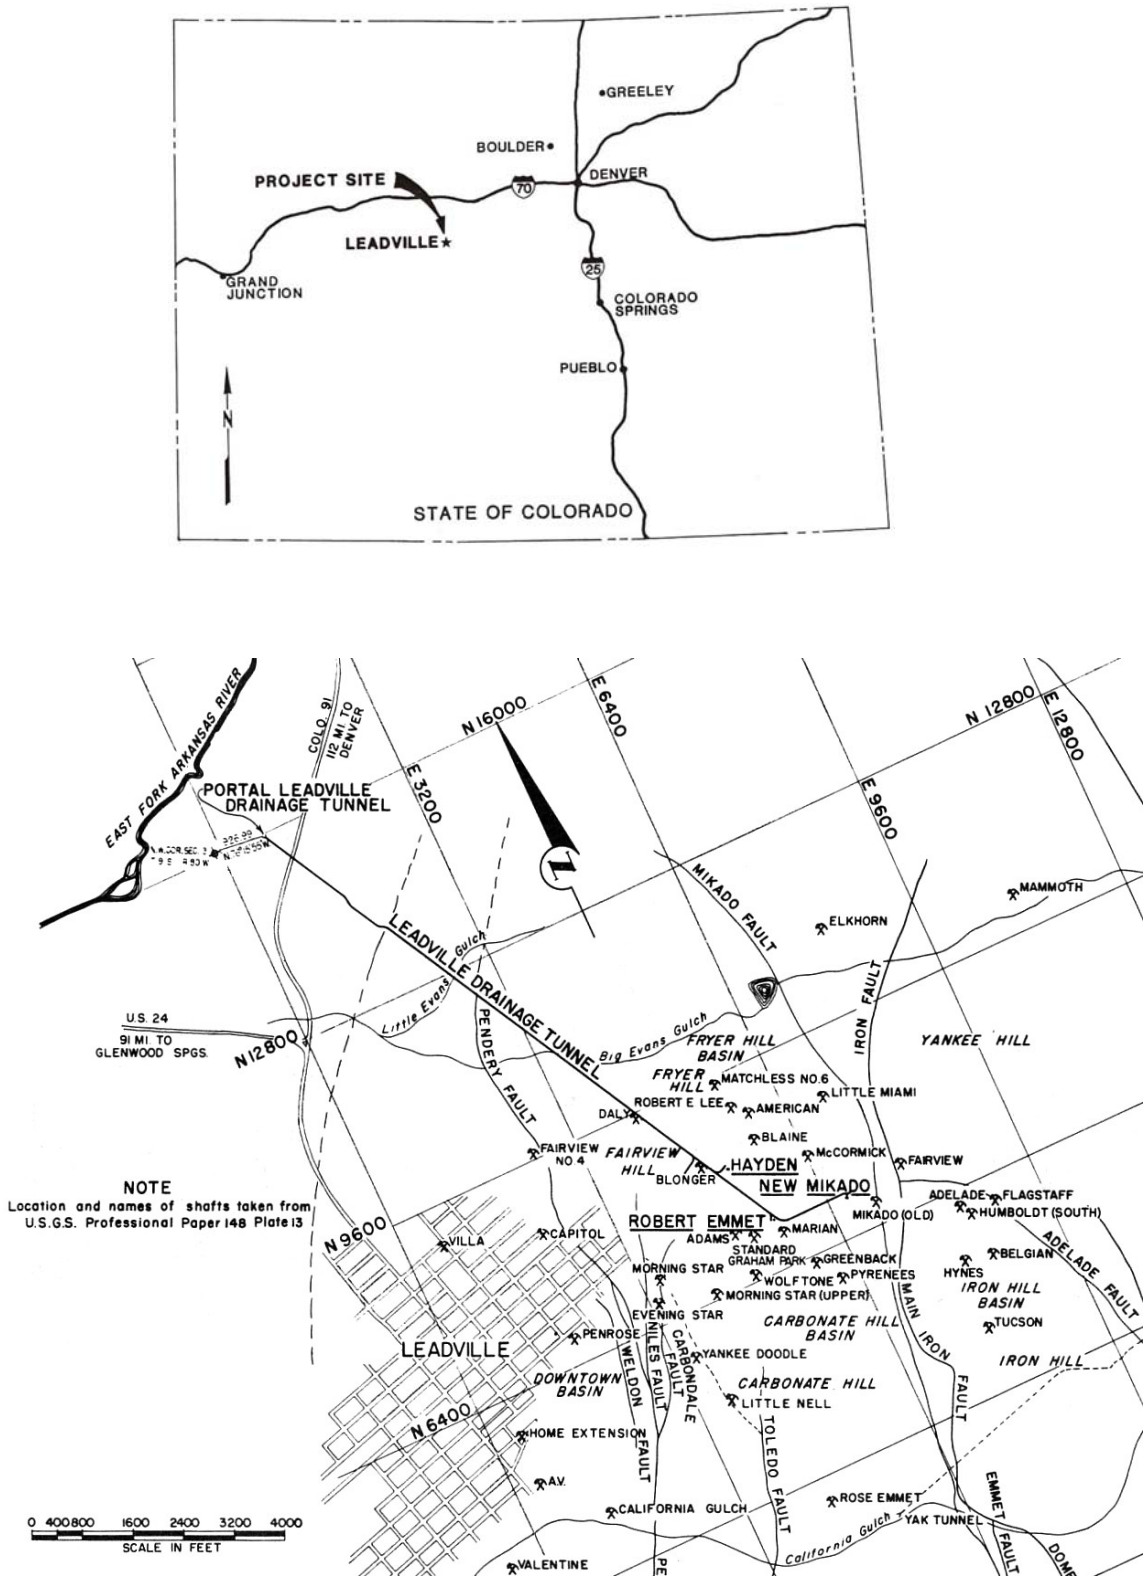 GREELEY
BOULDER
DENVER
PROJECT SITE
70
LEADVILLE
25
GRAND
JUNCTION
COLORADO
SPRINGS
PUEBLO
N
STATE OF COLORADO
EAST FORK ARKANSAS RIVER
COLO. 91
112 MI. TO
DENVER
N 16000
E 6400
N 12800
E 12800
E 3200
E 9600
PORTAL LEADVILLE
DRAINAGE TUNNEL
926.99
N
LEADVILLE DRAINAGE TUNNEL
Little Evans Gulch
MIKADO FAULT
MAMMOTH
ELKHORN
IRON FAULT
U.S. 24
91 MI. TO
GLENWOOD SPGS.
N 12800
PENDERY FAULT
Big Evans Gulch
FRYER HILL
BASIN
YANKEE HILL
FRYER
HILL
MATCHLESS NO. 6
LITTLE MIAMI
ROBERT E LEE
AMERICAN
DALY
BLAINE
FAIRVIEW
NO. 4
FAIRVIEW
HILL
BLONGER
HAYDEN
McCORMICK
FAIRVIEW
NEW MIKADO
MIKADO (OLD)
ADELADE
FLAGSTAFF
HUMBOLDT (SOUTH)
NOTE
Location and names of shafts taken from
U.S.G.S. Professional Paper 148 Plate 13
N 9600
VILLA
CAPITOL
ROBERT EMMET
ADAMS
MARIAN
STANDARD
GRAHAM PARK
GREENBACK
MORNING STAR
WOLFTONE
PYRENEES
MORNING STAR (UPPER)
EVENING STAR
HYNES
BELGIAN
ADELADE FAULT
IRON HILL
BASIN
TUCSON
IRON HILL
CARBONATE HILL
BASIN
MAIN IRON FAULT
LEADVILLE
PENROSE
DOWNTOWN
BASIN
WELDON FAULT
NILES FAULT
CARBONDALE
FAULT
YANKEE DOODLE
CARBONATE HILL
LITTLE NELL
TOLEDO FAULT
N 6400
HOME EXTENSION
A.V.
CALIFORNIA GULCH
ROSE EMMET
YAK TUNNEL
California Gulch
EMMET FAULT
VALENTINE
0 400 800 1600 2400 3200 4000
SCALE IN FEET